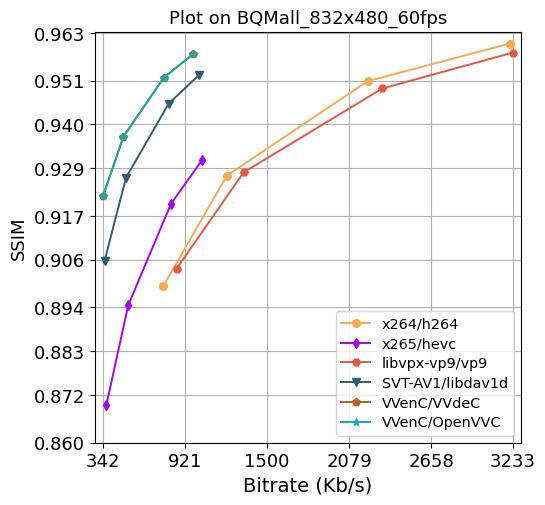 Plot on BQMall_832x480_60fps
0.963
0.951
0.940
0.929
0.917
0.906
0.894
0.883
0.872
0.860
SSIM
x264/h264
x265/hevc
libvpx-vp9/vp9
SVT-AV1/libdav1d
VVenC/VVdeC
VVenC/OpenVVC
342 921 1500 2079 2658 3233
Bitrate (Kb/s)